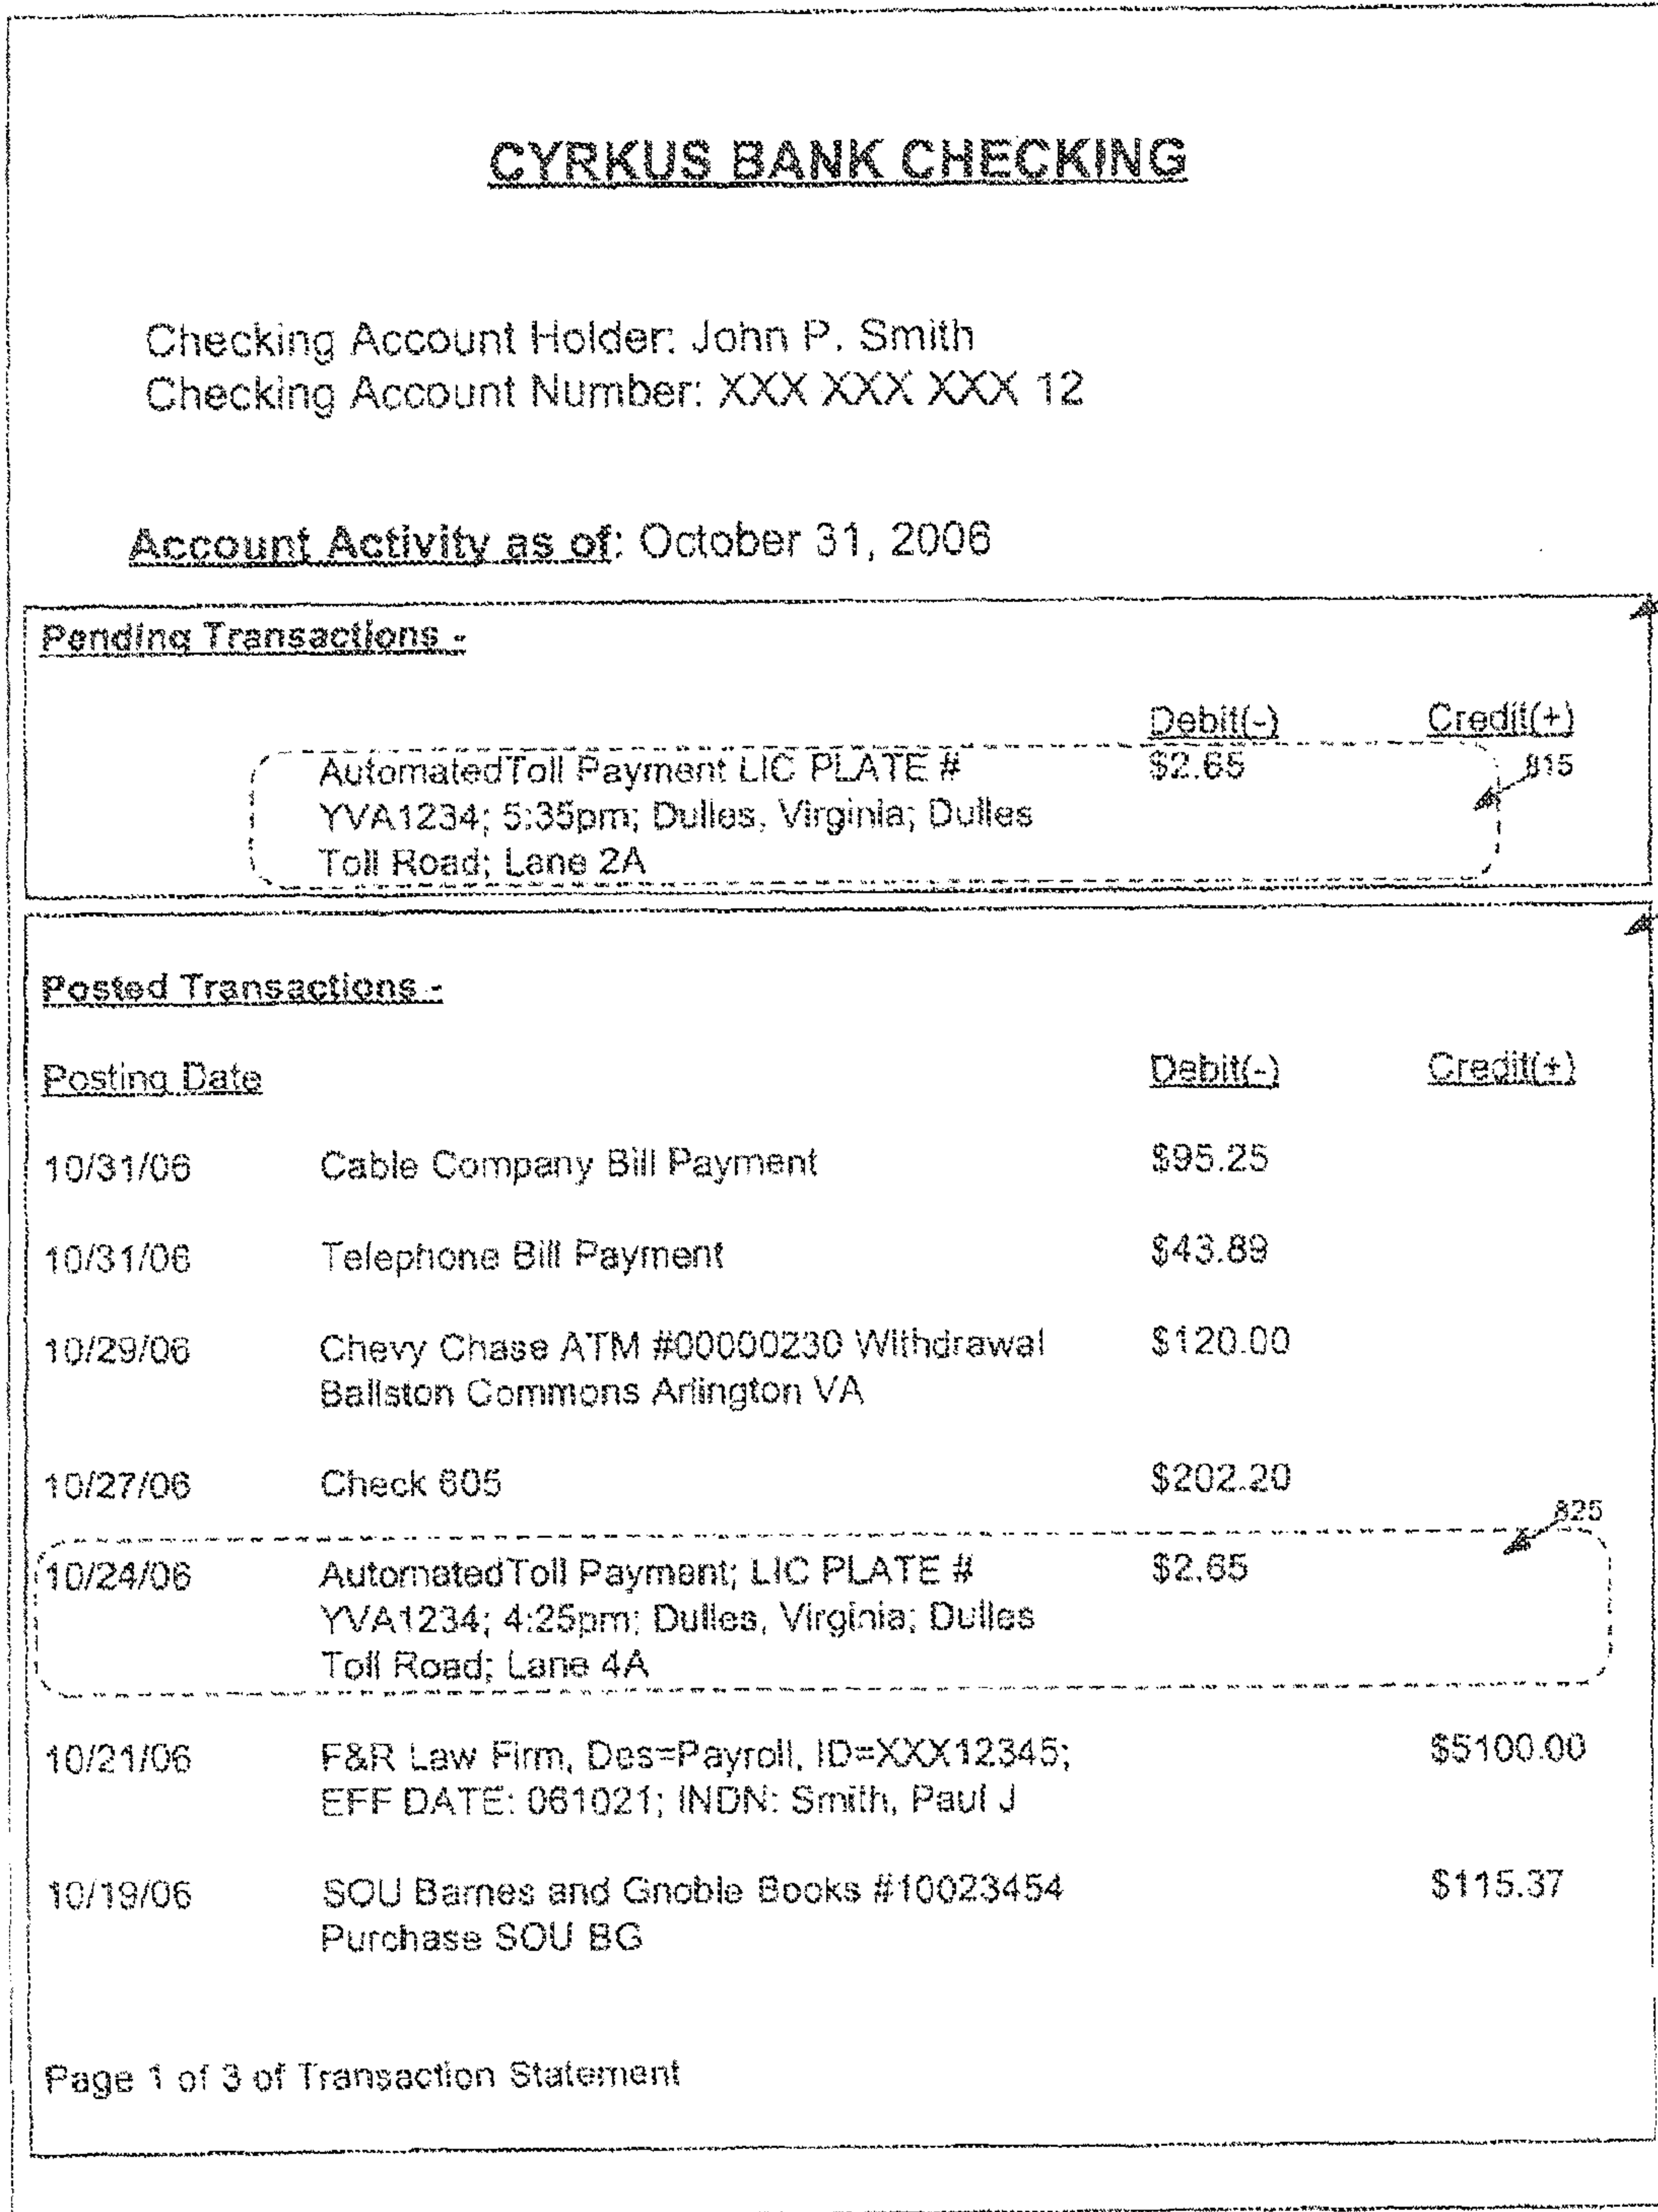 CYRKUS BANK CHECKING
Checking Account Holder: John P. Smith
Checking Account Number: XXX XXX XXX 12
Account Activity as of: October 31, 2006
Pending Transactions -
Debit(-) Credit(+)
AutomatedToll Payment LIC PLATE # $2.65 815
YVA1234; 5:35pm; Dulles, Virginia; Dulles
Toll Road; Lane 2A
Posted Transactions -
Posting Date Debit(-) Credit(+)
10/31/06 Cable Company Bill Payment $95.25
10/31/06 Telephone Bill Payment $43.89
10/29/06 Chevy Chase ATM #00000230 Withdrawal $120.00
Ballston Commons Arlington VA
10/27/06 Check 605 $202.20
825
10/24/06 AutomatedToll Payment; LIC PLATE # $2.65
YVA1234; 4:25pm; Dulles, Virginia; Dulles
Toll Road; Lane 4A
10/21/06 F&R Law Firm, Des=Payroll, ID=XXX12345; $5100.00
EFF DATE: 061021; INDN: Smith, Paul J
10/19/06 SOU Barnes and Gnoble Books #10023454 $115.37
Purchase SOU BG
Page 1 of 3 of Transaction Statement